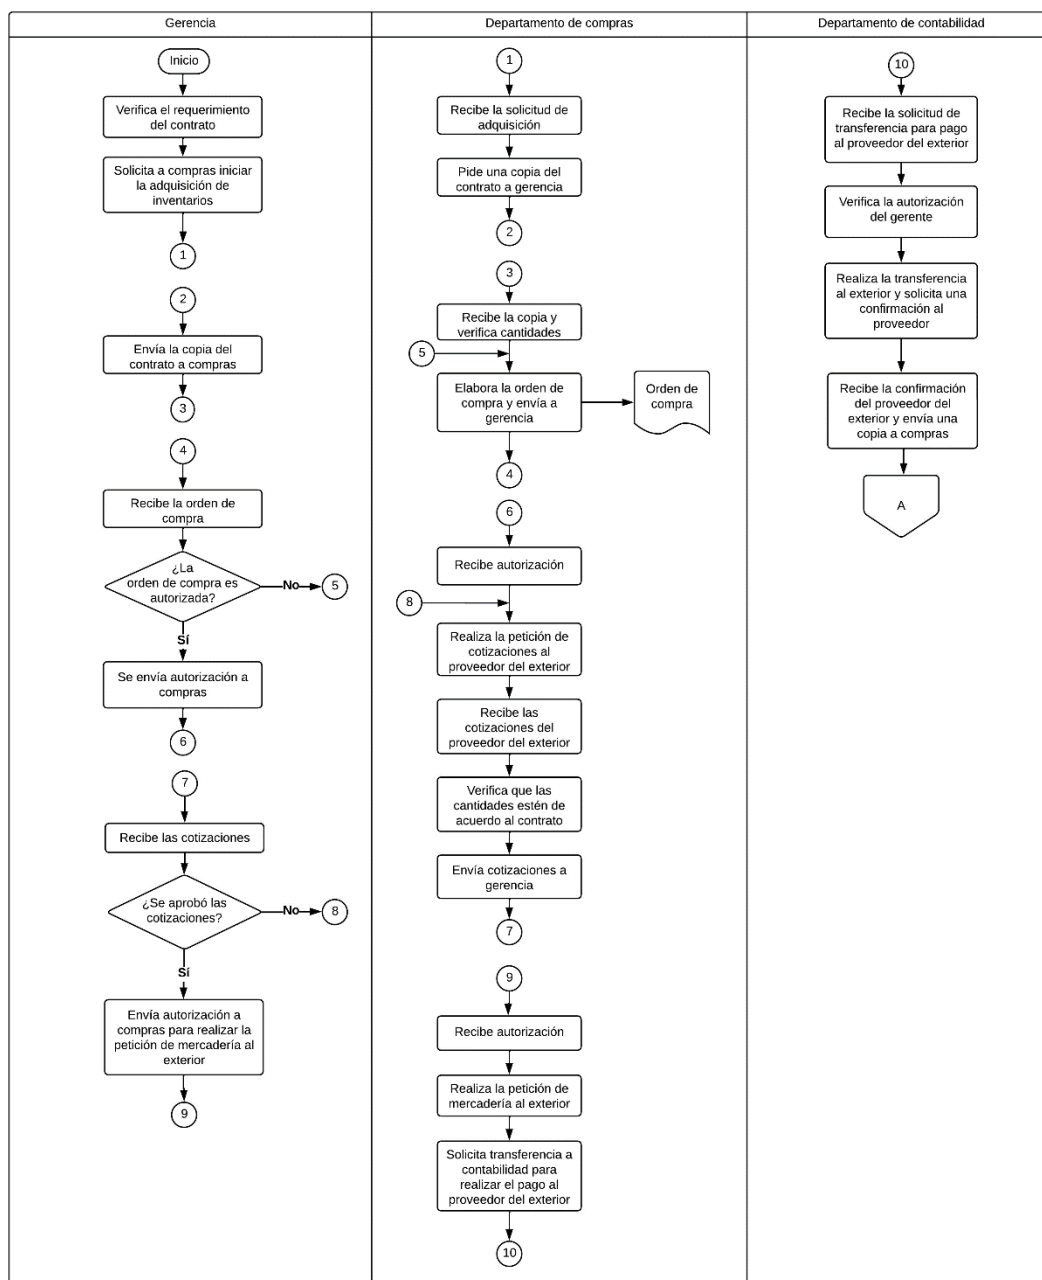 Gerencia
Inicio
Verifica el requerimiento
del contrato
Solicita a compras iniciar
la adquisición de
inventarios
1
2
Envía la copia del
contrato a compras
3
4
Recibe la orden de
compra
¿La
orden de compra es
autorizada?
No
5
Sí
Se envía autorización a
compras
6
7
Recibe las cotizaciones
¿Se aprobó las
cotizaciones?
No
8
Sí
Envía autorización a
compras para realizar la
petición de mercadería al
exterior
9
Departamento de compras
1
Recibe la solicitud de
adquisición
Pide una copia del
contrato a gerencia
2
3
Recibe la copia y
verifica cantidades
5
Elabora la orden de
compra y envía a
gerencia
Orden de
compra
4
6
Recibe autorización
8
Realiza la petición de
cotizaciones al
proveedor del exterior
Recibe las
cotizaciones del
proveedor del exterior
Verifica que las
cantidades estén de
acuerdo al contrato
Envía cotizaciones a
gerencia
7
9
Recibe autorización
Realiza la petición de
mercadería al exterior
Solicita transferencia a
contabilidad para
realizar el pago al
proveedor del exterior
10
Departamento de contabilidad
10
Recibe la solicitud de
transferencia para pago
al proveedor del exterior
Verifica la autorización
del gerente
Realiza la transferencia
al exterior y solicita una
confirmación al
proveedor
Recibe la confirmación
del proveedor del
exterior y envía una
copia a compras
A